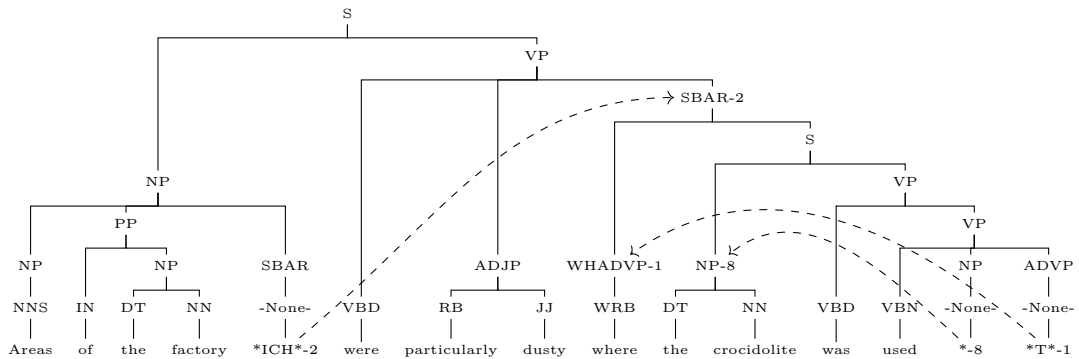 S
VP
SBAR-2
S
NP VP
PP VP
NP NP SBAR ADJP WHADVP-1 NP-8 NP ADVP
NNS IN DT NN -None- VBD RB JJ WRB DT NN VBD VBN -None- -None-
Areas of the factory *ICH*-2 were particularly dusty where the crocidolite was used *-8 *T*-1